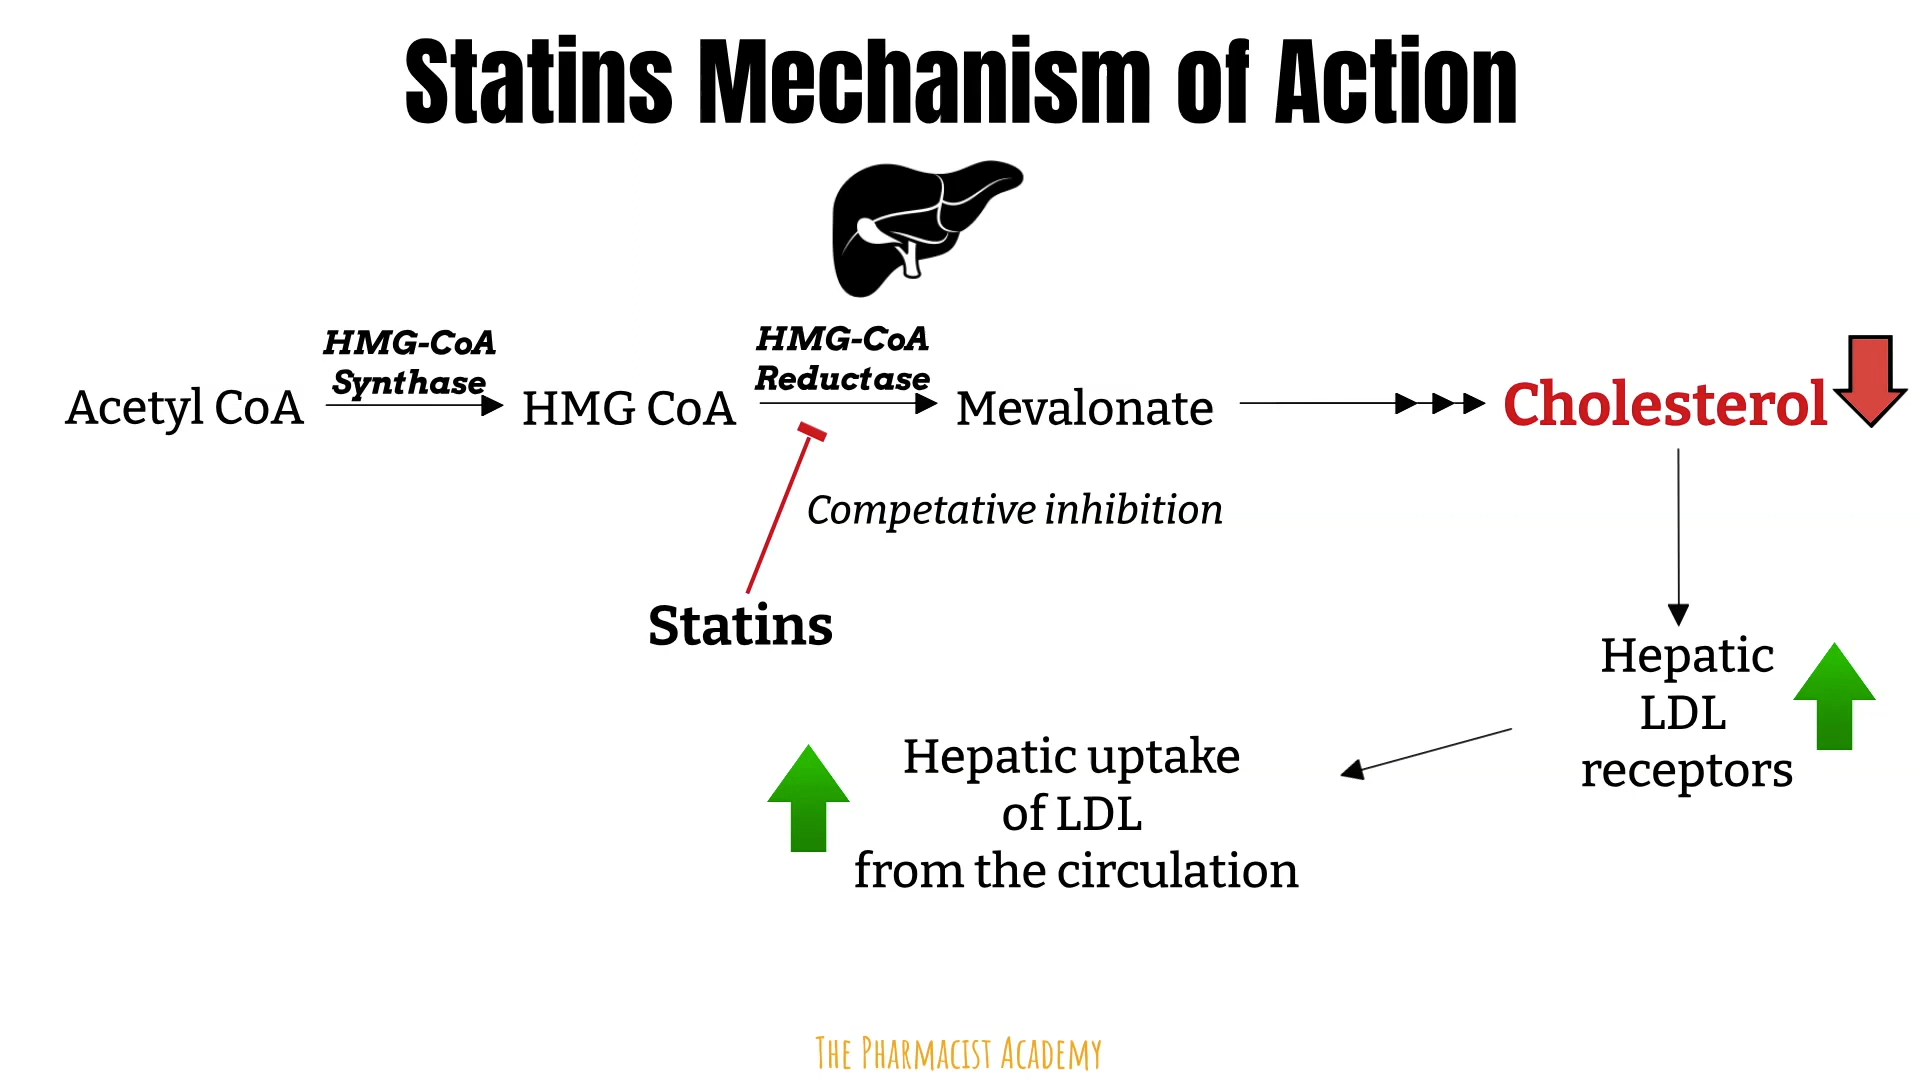 Statins Mechanism of Action
HMG-CoA
Synthase
HMG-CoA
Reductase
Acetyl CoA
HMG CoA
Mevalonate
Cholesterol
Competative inhibition
Statins
Hepatic
LDL
receptors
Hepatic uptake
of LDL
from the circulation
The Pharmacist Academy